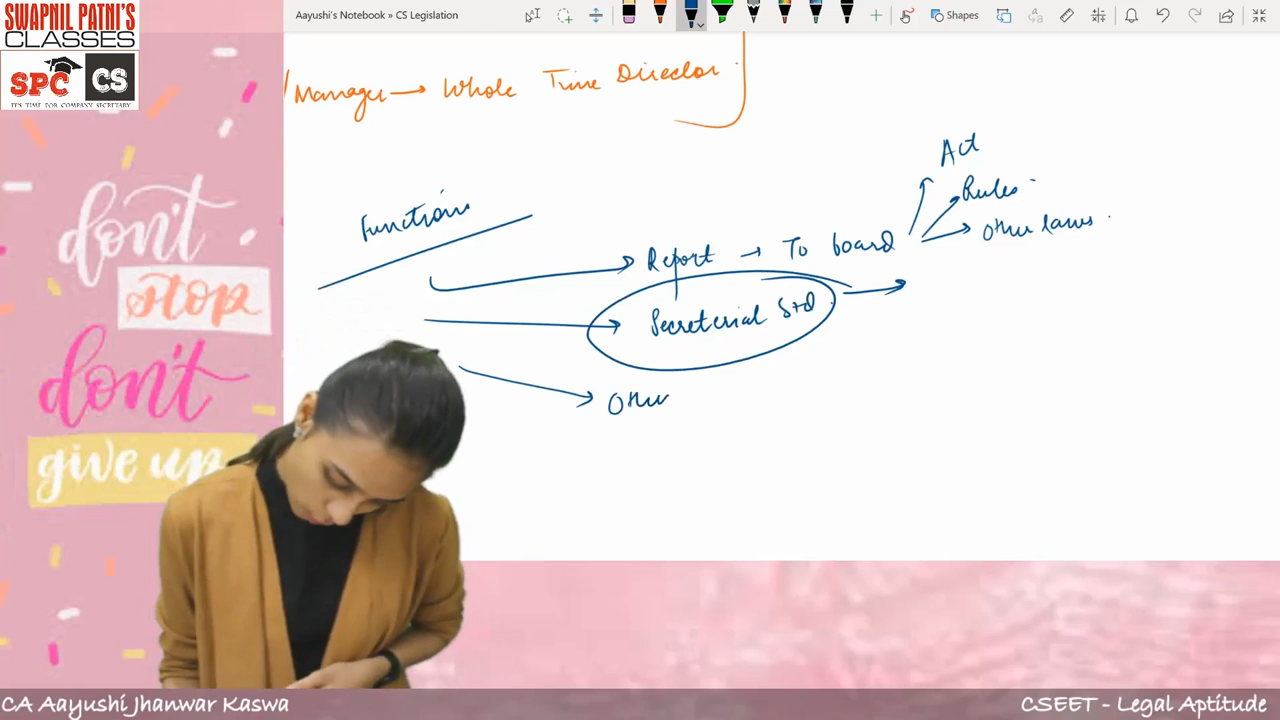 SWAPNIL PATNI'S
CLASSES
SPC CS
IT'S TIME FOR COMPANY SECRETARY
Aayushi's Notebook » CS Legislation
Shapes
Manager → Whole Time Director
Functions
Report → To board
Act
Rules
Other laws
Secreterial Std
Other
don't
stop
don't
give up
CA Aayushi Jhanwar Kaswa
CSEET - Legal Aptitude